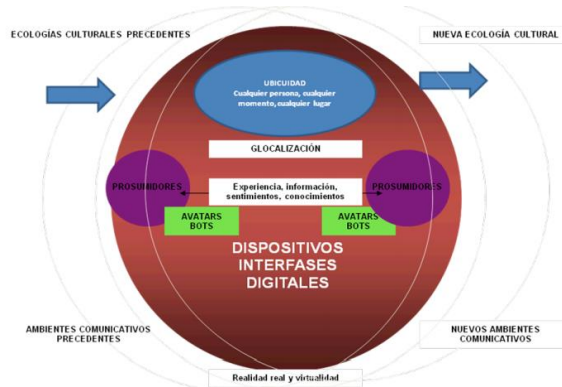 ECOLOGÍAS CULTURALES PRECEDENTES
NUEVA ECOLOGÍA CULTURAL
UBICUIDAD
Cualquier persona, cualquier
momento, cualquier lugar
GLOCALIZACIÓN
PROSUMIDORES
Experiencia, información,
sentimientos, conocimientos
PROSUMIDORES
AVATARS
BOTS
AVATARS
BOTS
DISPOSITIVOS
INTERFASES
DIGITALES
AMBIENTES COMUNICATIVOS
PRECEDENTES
NUEVOS AMBIENTES
COMUNICATIVOS
Realidad real y virtualidad